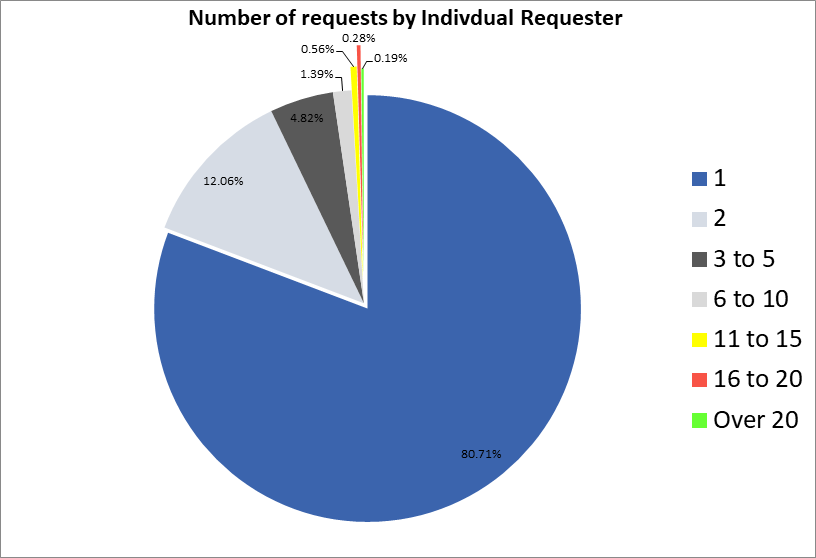 Number of requests by Indivdual Requester
0.28%
0.56%
0.19%
1.39%
4.82%
12.06%
80.71%
1
2
3 to 5
6 to 10
11 to 15
16 to 20
Over 20